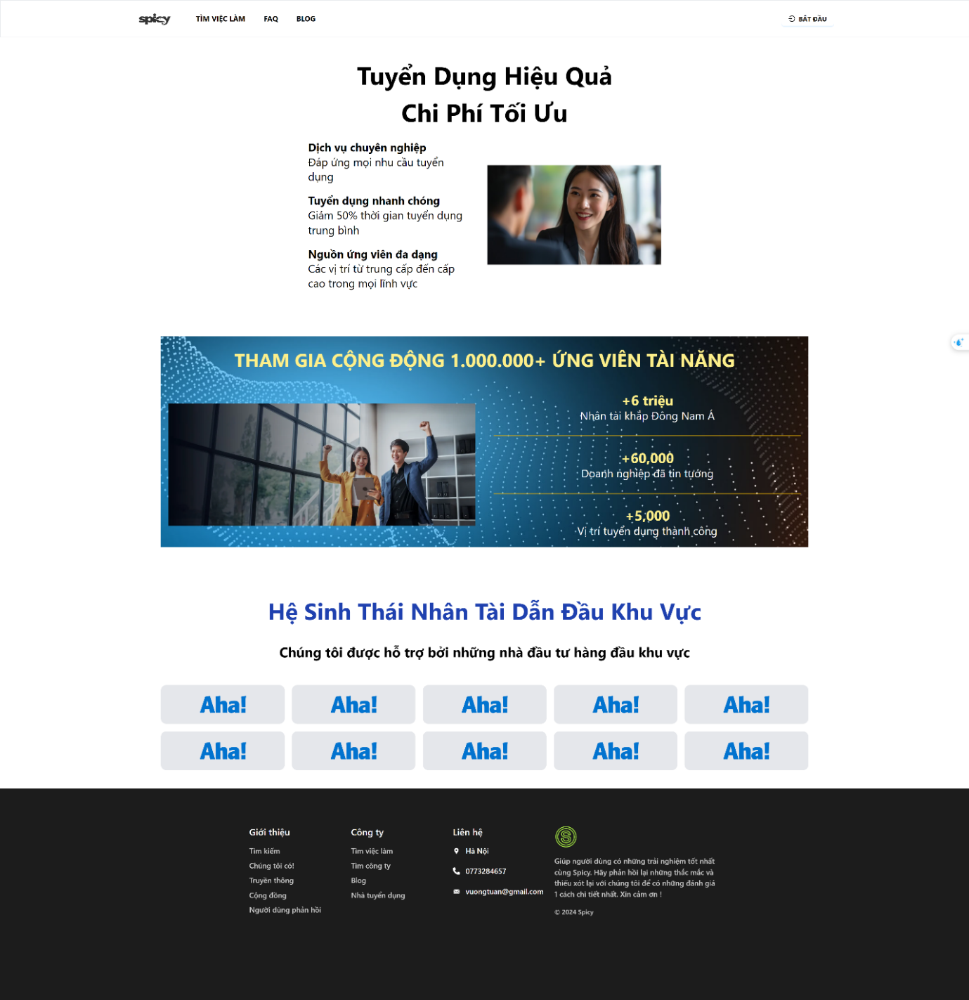 spicy
TÌM VIỆC LÀM
FAQ
BLOG
BẮT ĐẦU
Tuyển Dụng Hiệu Quả
Chi Phí Tối Ưu
Dịch vụ chuyên nghiệp
Đáp ứng mọi nhu cầu tuyển
dụng
Tuyển dụng nhanh chóng
Giảm 50% thời gian tuyển dụng
trung bình
Nguồn ứng viên đa dạng
Các vị trí từ trung cấp đến cấp
cao trong mọi lĩnh vực
THAM GIA CỘNG ĐỘNG 1.000.000+ ỨNG VIÊN TÀI NĂNG
+6 triệu
Nhân tài khắp Đông Nam Á
+60,000
Doanh nghiệp đã tin tưởng
+5,000
Vị trí tuyển dụng thành công
Hệ Sinh Thái Nhân Tài Dẫn Đầu Khu Vực
Chúng tôi được hỗ trợ bởi những nhà đầu tư hàng đầu khu vực
Aha! Aha! Aha! Aha! Aha!
Aha! Aha! Aha! Aha! Aha!
Giới thiệu
Tìm kiếm
Chúng tôi có!
Truyền thông
Cộng đồng
Người dùng phản hồi
Công ty
Tìm việc làm
Tìm công ty
Blog
Nhà tuyển dụng
Liên hệ
Hà Nội
0773284657
vuongtuan@gmail.com
Giúp người dùng có những trải nghiệm tốt nhất
cùng Spicy. Hãy phản hồi lại những thắc mắc và
thiếu xót lại với chúng tôi để có những đánh giá
1 cách chi tiết nhất. Xin cảm ơn !
© 2024 Spicy